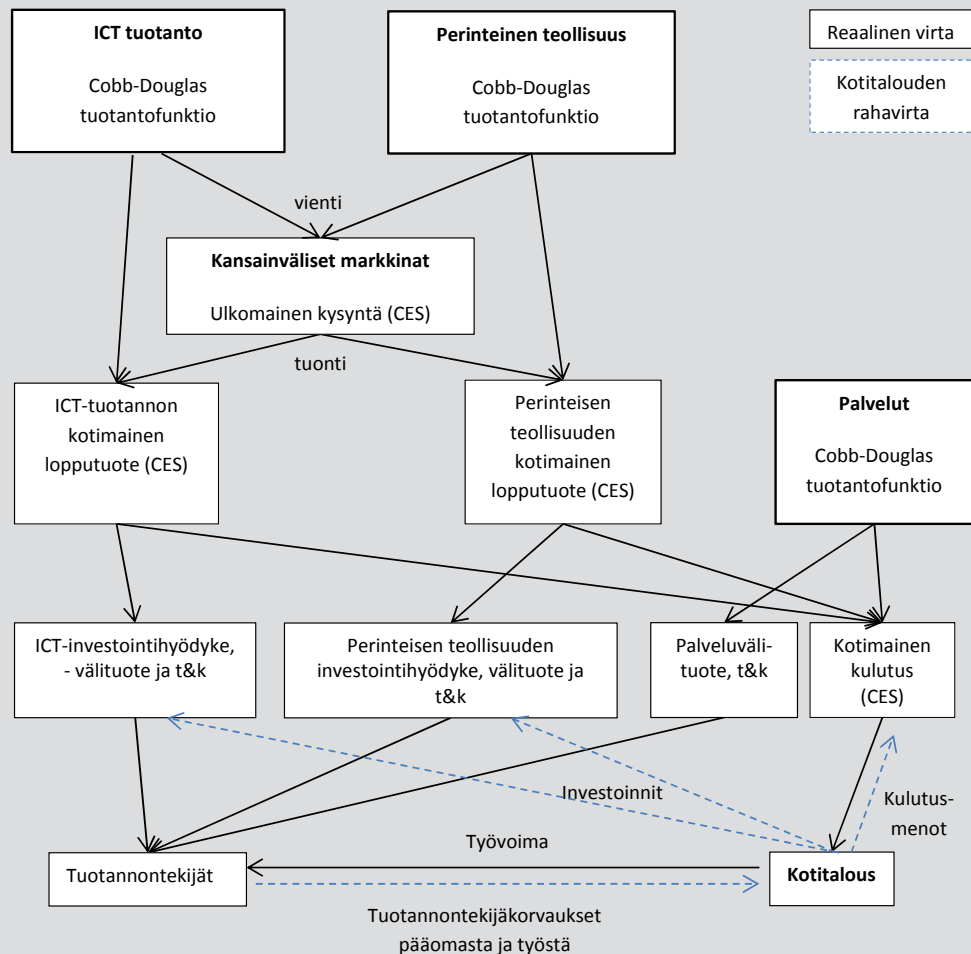 ICT tuotanto
Cobb-Douglas
tuotantofunktio
Perinteinen teollisuus
Cobb-Douglas
tuotantofunktio
Reaalinen virta
Kotitalouden
rahavirta
vienti
Kansainväliset markkinat
Ulkomainen kysyntä (CES)
tuonti
ICT-tuotannon
kotimainen
lopputuote (CES)
Perinteisen
teollisuuden
kotimainen
lopputuote (CES)
Palvelut
Cobb-Douglas
tuotantofunktio
ICT-investointihyödyke,
- välituote ja t&k
Perinteisen teollisuuden
investointihyödyke, välituote ja
t&k
Palveluväli-
tuote, t&k
Kotimainen
kulutus
(CES)
Investoinnit
Kulutus-
menot
Työvoima
Tuotannontekijät
Kotitalous
Tuotannontekijäkorvaukset
pääomasta ja työstä